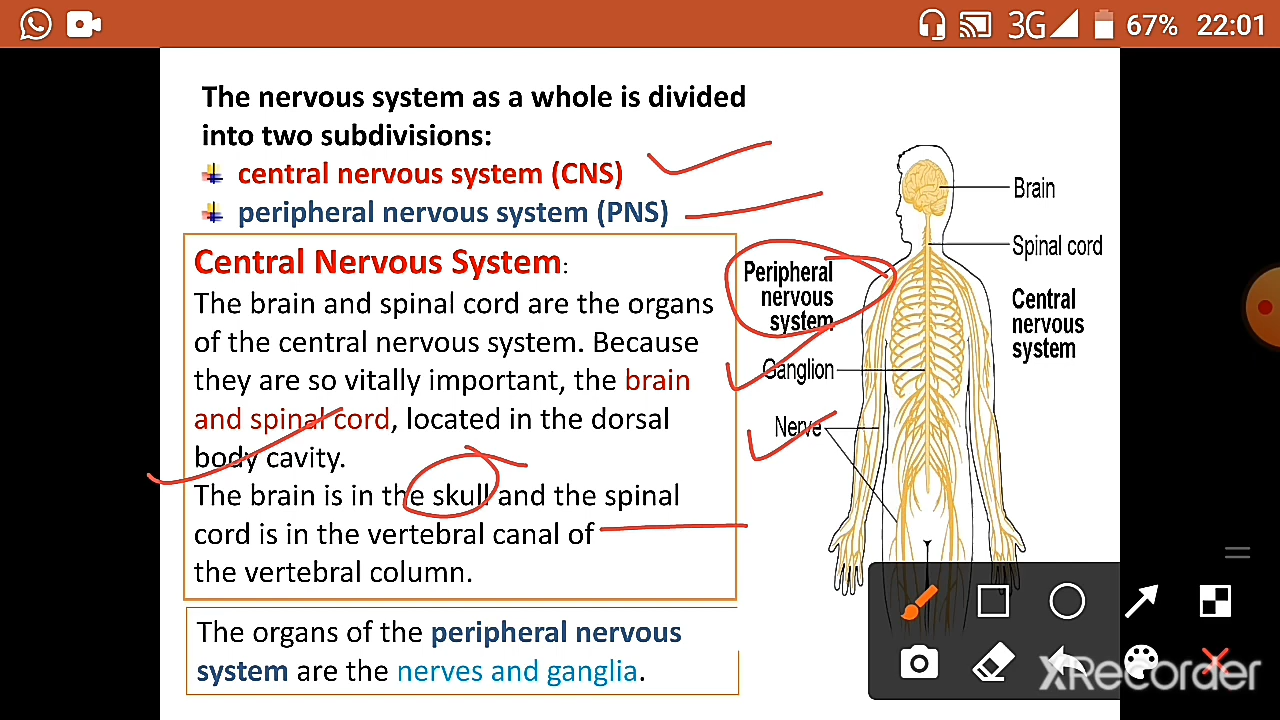 3G 67% 22:01
The nervous system as a whole is divided
into two subdivisions:
central nervous system (CNS)
peripheral nervous system (PNS)
Central Nervous System:
The brain and spinal cord are the organs
of the central nervous system. Because
they are so vitally important, the brain
and spinal cord, located in the dorsal
body cavity.
The brain is in the skull and the spinal
cord is in the vertebral canal of
the vertebral column.
The organs of the peripheral nervous
system are the nerves and ganglia.
Peripheral
nervous
system
Ganglion
Nerve
Brain
Spinal cord
Central
nervous
system
XRecorder